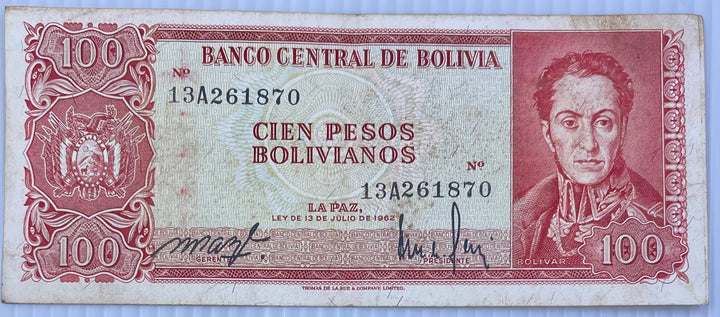 100
BANCO CENTRAL DE BOLIVIA
Nº
13A261870
CIEN PESOS
BOLIVIANOS
Nº
13A261870
LA PAZ,
LEY DE 13 DE JULIO DE 1962
GERENTE
PRESIDENTE
BOLIVAR
100
100
THOMAS DE LA RUE & COMPANY, LIMITED.